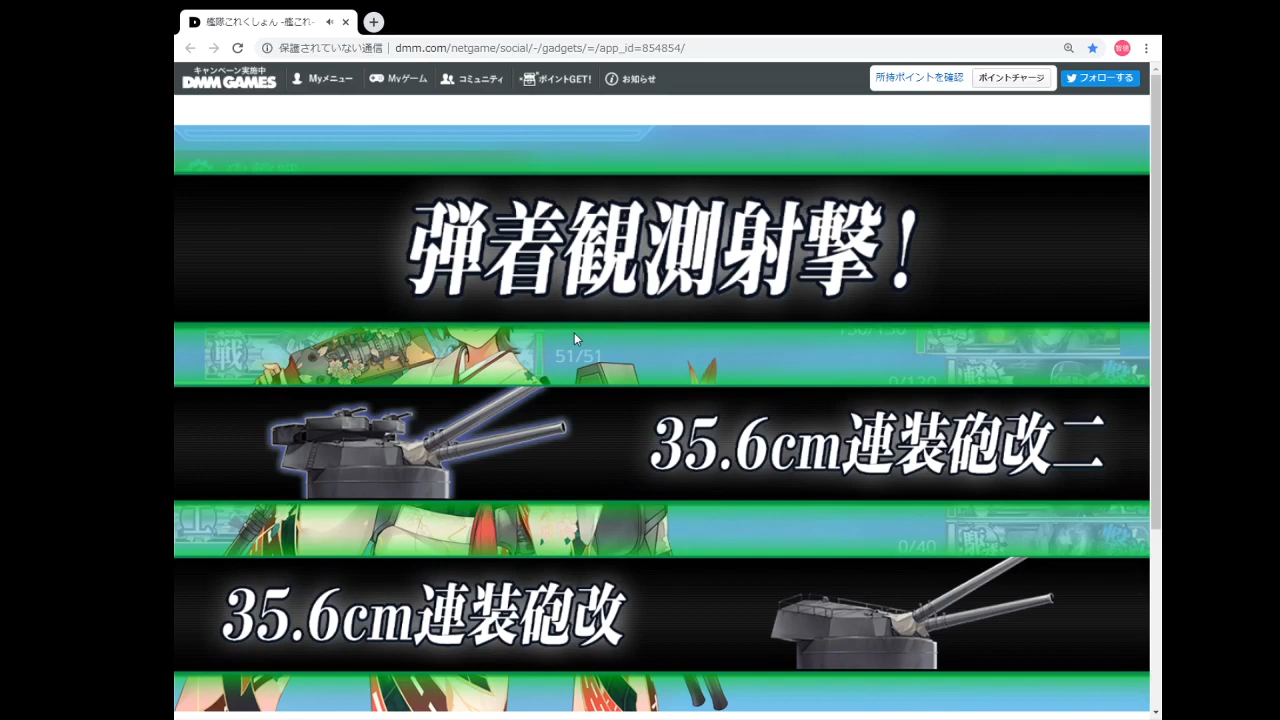 艦隊これくしょん -艦これ-
保護されていない通信 | dmm.com/netgame/social/-/gadgets/=/app_id=854854/
キャンペーン実施中
DMM GAMES
Myメニュー
Myゲーム
コミュニティ
ポイントGET!
お知らせ
所持ポイントを確認
ポイントチャージ
フォローする
弾着観測射撃!
戦
51/51
0/130
35.6cm連装砲改二
0/40
35.6cm連装砲改